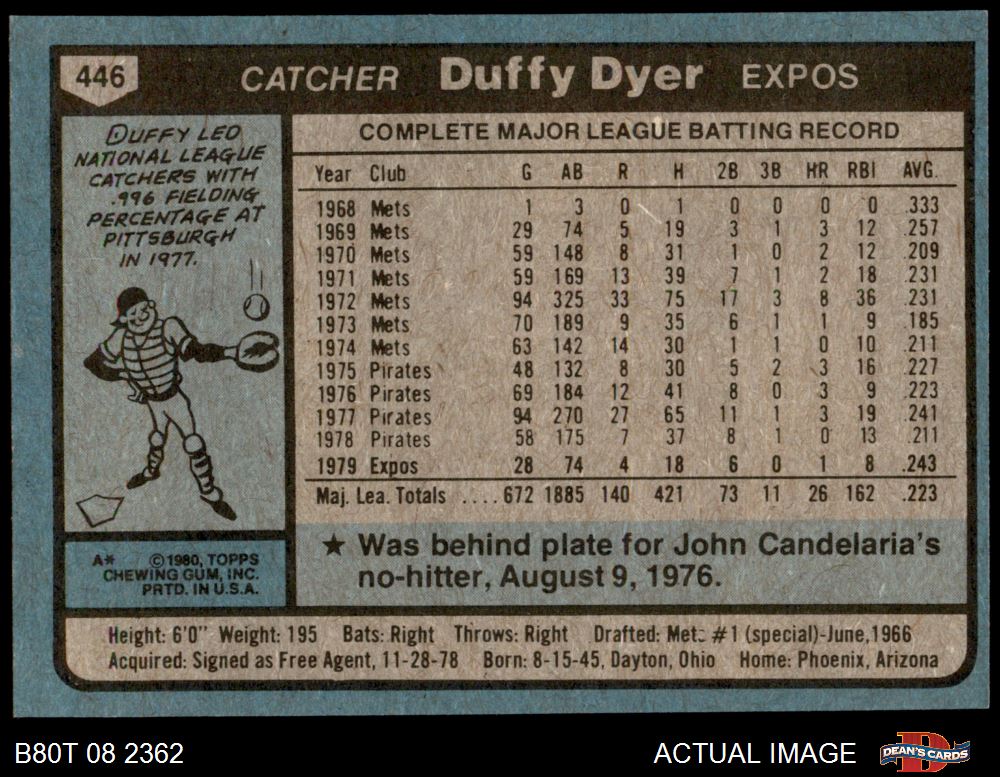 446 CATCHER Duffy Dyer EXPOS
DUFFY LED
NATIONAL LEAGUE
CATCHERS WITH
.996 FIELDING
PERCENTAGE AT
PITTSBURGH
IN 1977.
COMPLETE MAJOR LEAGUE BATTING RECORD
Year Club G AB R H 2B 3B HR RBI AVG.
1968 Mets 1 3 0 1 0 0 0 0 .333
1969 Mets 29 74 5 19 3 1 3 12 .257
1970 Mets 59 148 8 31 1 0 2 12 .209
1971 Mets 59 169 13 39 7 1 2 18 .231
1972 Mets 94 325 33 75 17 3 8 36 .231
1973 Mets 70 189 9 35 6 1 1 9 .185
1974 Mets 63 142 14 30 1 1 0 10 .211
1975 Pirates 48 132 8 30 5 2 3 16 .227
1976 Pirates 69 184 12 41 8 0 3 9 .223
1977 Pirates 94 270 27 65 11 1 3 19 .241
1978 Pirates 58 175 7 37 8 1 0 13 .211
1979 Expos 28 74 4 18 6 0 1 8 .243
Maj. Lea. Totals ....672 1885 140 421 73 11 26 162 .223
★ Was behind plate for John Candelaria's
no-hitter, August 9, 1976.
A* ©1980, TOPPS
CHEWING GUM, INC.
PRTD. IN U.S.A.
Height: 6'0" Weight: 195 Bats: Right Throws: Right Drafted: Mets #1 (special)-June,1966
Acquired: Signed as Free Agent, 11-28-78 Born: 8-15-45, Dayton, Ohio Home: Phoenix, Arizona
B80T 08 2362 ACTUAL IMAGE D DEAN'S CARDS